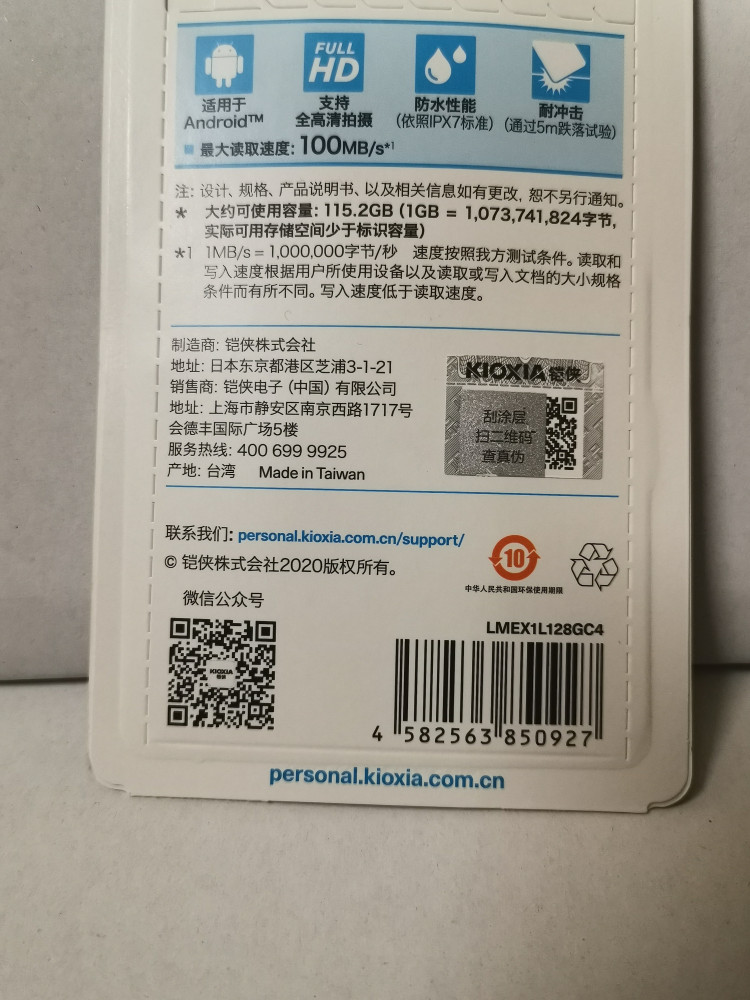 FULL
HD
适用于
Android™
支持
全高清拍摄
防水性能
(依照IPX7标准)
耐冲击
(通过5m跌落试验)
■ 最大读取速度: 100MB/s*1
注: 设计、规格、产品说明书、以及相关信息如有更改, 恕不另行通知。
* 大约可使用容量: 115.2GB (1GB = 1,073,741,824字节,
实际可用存储空间少于标识容量)
*1 1MB/s = 1,000,000字节/秒 速度按照我方测试条件。读取和
写入速度根据用户所使用设备以及读取或写入文档的大小规格
条件而有所不同。写入速度低于读取速度。
制造商: 铠侠株式会社
地址: 日本东京都港区芝浦3-1-21
销售商: 铠侠电子 (中国) 有限公司
地址: 上海市静安区南京西路1717号
会德丰国际广场5楼
服务热线: 400 699 9925
产地: 台湾 Made in Taiwan
KIOXIA 铠侠
刮涂层
扫二维码
查真伪
联系我们: personal.kioxia.com.cn/support/
© 铠侠株式会社2020版权所有。
10
中华人民共和国环保使用期限
微信公众号
KIOXIA
铠侠
LMEX1L128GC4
4 582563 850927
personal.kioxia.com.cn